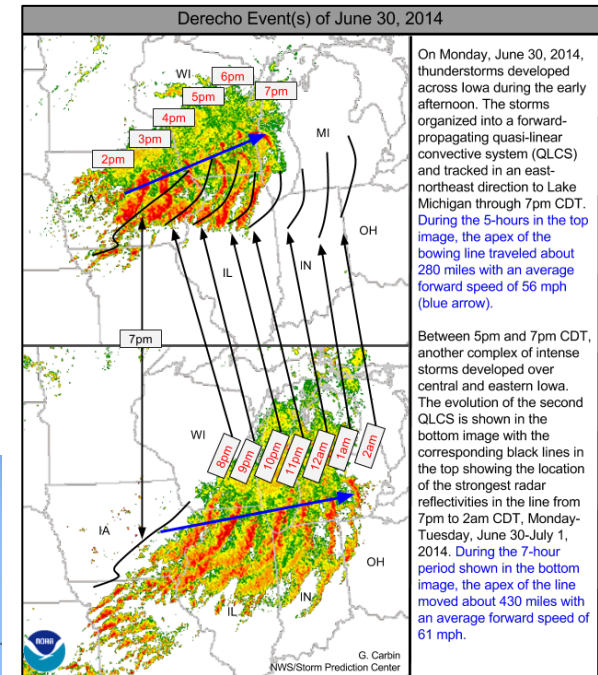 Derecho Event(s) of June 30, 2014
WI
6pm
5pm
7pm
4pm
3pm
2pm
MI
IA
OH
IL
IN
7pm
On Monday, June 30, 2014,
thunderstorms developed
across Iowa during the early
afternoon. The storms
organized into a forward-
propagating quasi-linear
convective system (QLCS)
and tracked in an east-
northeast direction to Lake
Michigan through 7pm CDT.
During the 5-hours in the top
image, the apex of the
bowing line traveled about
280 miles with an average
forward speed of 56 mph
(blue arrow).
Between 5pm and 7pm CDT,
another complex of intense
storms developed over
central and eastern Iowa.
The evolution of the second
QLCS is shown in the
bottom image with the
corresponding black lines in
the top showing the location
of the strongest radar
reflectivities in the line from
7pm to 2am CDT, Monday-
Tuesday, June 30-July 1,
2014. During the 7-hour
period shown in the bottom
image, the apex of the line
moved about 430 miles with
an average forward speed of
61 mph.
WI
8pm
9pm
10pm
11pm
12am
1am
2am
IA
OH
IL
IN
NOAA
G. Carbin
NWS/Storm Prediction Center